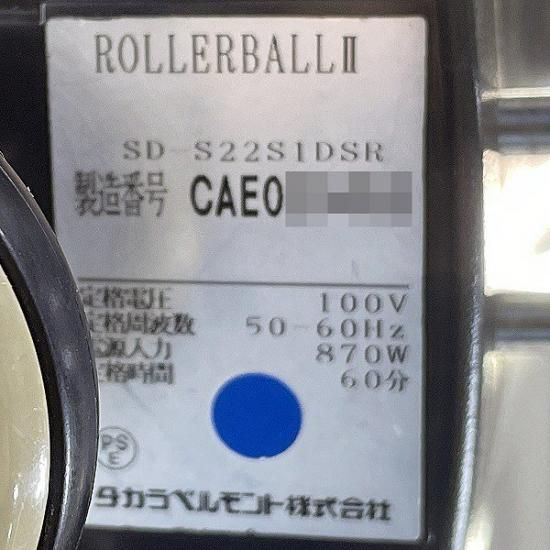 ROLLERBALLⅡ
SD-S22S1DSR
製造番号 CAE0
定格電圧 100V
定格周波数 50-60Hz
電源入力 870W
定格時間 60分
PSE
タカラベルモント株式会社